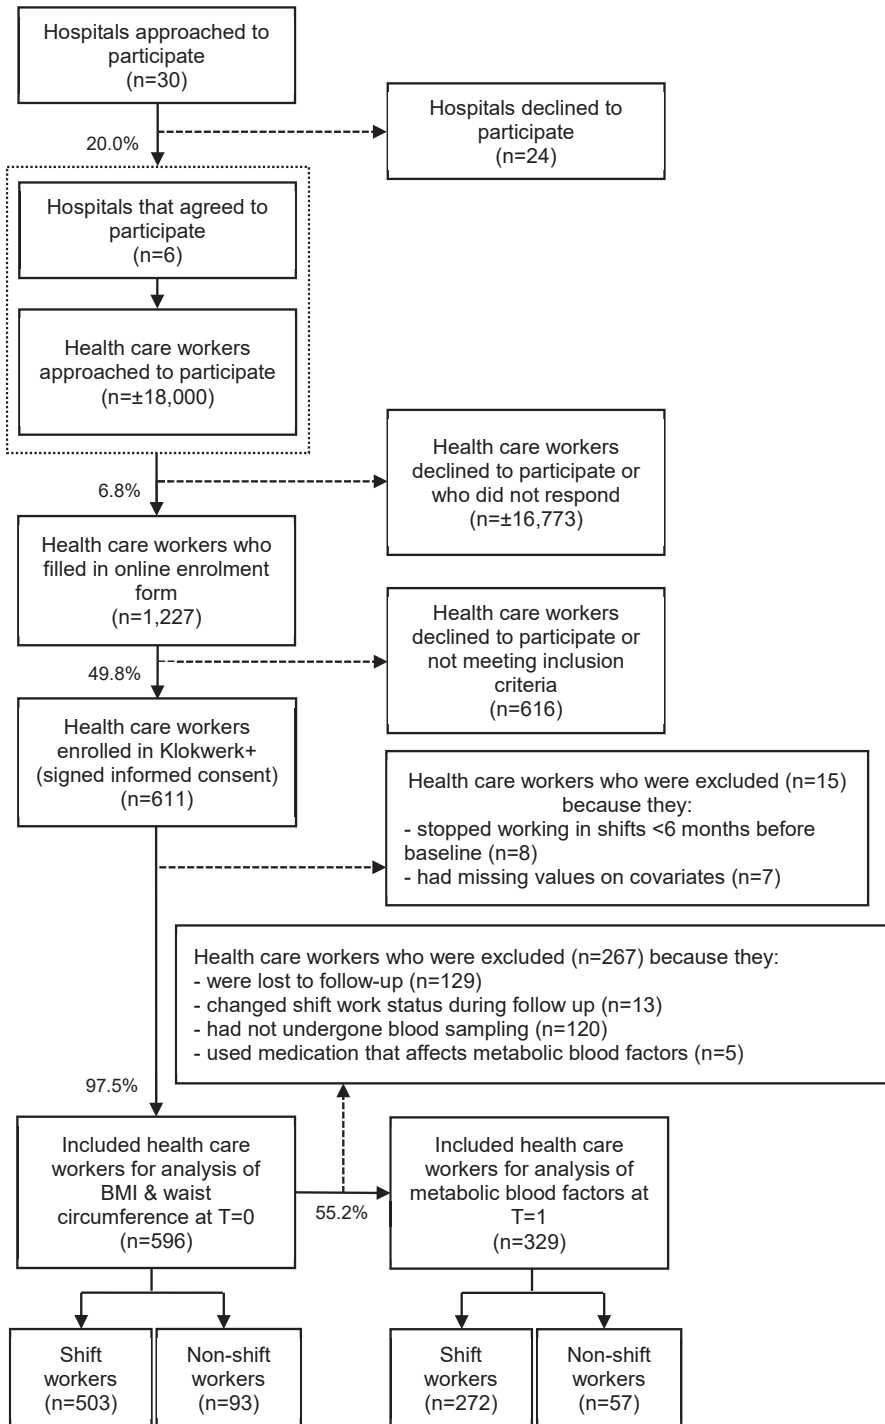 Hospitals approached to
participate
(n=30)
Hospitals declined to
participate
(n=24)
20.0%
Hospitals that agreed to
participate
(n=6)
Health care workers
approached to participate
(n=±18,000)
Health care workers
declined to participate or
who did not respond
(n=±16,773)
6.8%
Health care workers who
filled in online enrolment
form
(n=1,227)
Health care workers
declined to participate or
not meeting inclusion
criteria
(n=616)
49.8%
Health care workers
enrolled in Klokwerk+
(signed informed consent)
(n=611)
Health care workers who were excluded (n=15)
because they:
- stopped working in shifts <6 months before
baseline (n=8)
- had missing values on covariates (n=7)
Health care workers who were excluded (n=267) because they:
- were lost to follow-up (n=129)
- changed shift work status during follow up (n=13)
- had not undergone blood sampling (n=120)
- used medication that affects metabolic blood factors (n=5)
97.5%
Included health care
workers for analysis of
BMI & waist
circumference at T=0
(n=596)
55.2%
Included health care
workers for analysis of
metabolic blood factors at
T=1
(n=329)
Shift
workers
(n=503)
Non-shift
workers
(n=93)
Shift
workers
(n=272)
Non-shift
workers
(n=57)